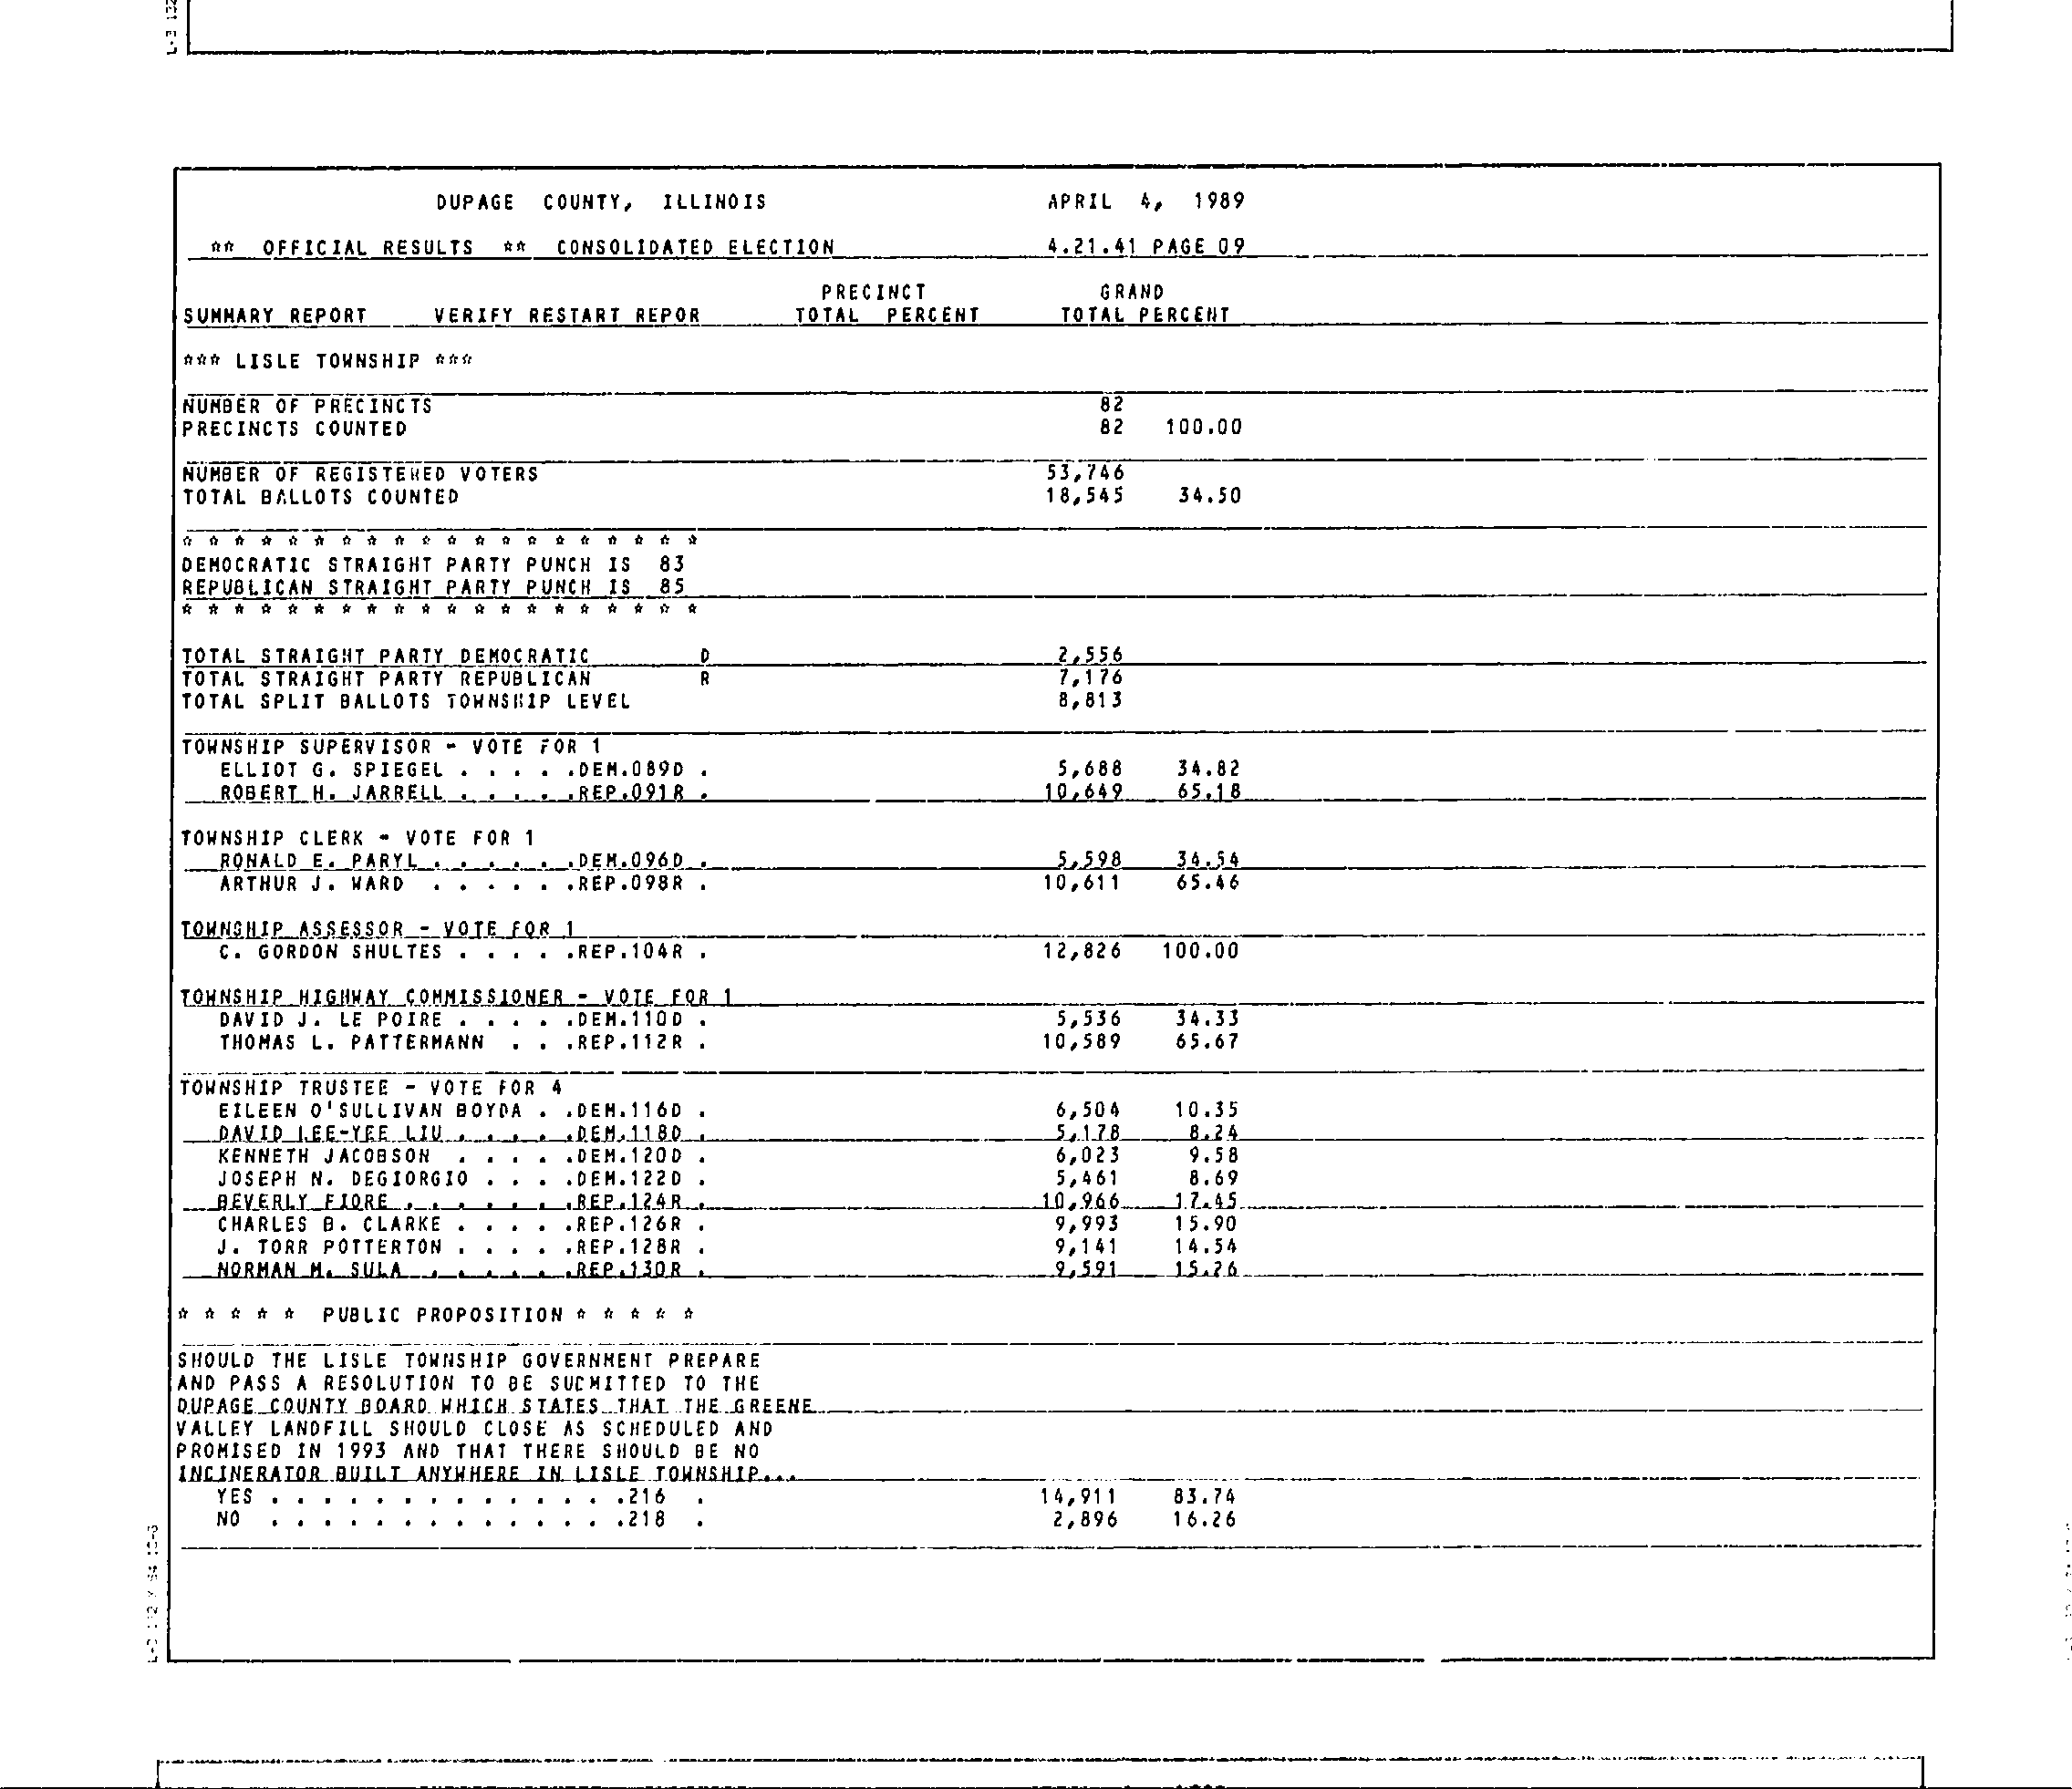 DUPAGE COUNTY, ILLINOIS APRIL 4, 1989
** OFFICIAL RESULTS ** CONSOLIDATED ELECTION 4.21.41 PAGE 09
PRECINCT GRAND
SUMMARY REPORT VERIFY RESTART REPOR TOTAL PERCENT TOTAL PERCENT
*** LISLE TOWNSHIP ***
NUMBER OF PRECINCTS 82
PRECINCTS COUNTED 82 100.00
NUMBER OF REGISTERED VOTERS 53,746
TOTAL BALLOTS COUNTED 18,545 34.50
* * * * * * * * * * * * * * * * * * * *
DEMOCRATIC STRAIGHT PARTY PUNCH IS 83
REPUBLICAN STRAIGHT PARTY PUNCH IS 85
* * * * * * * * * * * * * * * * * * * *
TOTAL STRAIGHT PARTY DEMOCRATIC D 2,556
TOTAL STRAIGHT PARTY REPUBLICAN R 7,176
TOTAL SPLIT BALLOTS TOWNSHIP LEVEL 8,813
TOWNSHIP SUPERVISOR - VOTE FOR 1
ELLIOT G. SPIEGEL . . . . .DEM.089D . 5,688 34.82
ROBERT H. JARRELL . . . . .REP.091R . 10,649 65.18
TOWNSHIP CLERK - VOTE FOR 1
RONALD E. PARYL . . . . . .DEM.096D . 5,598 34.54
ARTHUR J. WARD . . . . . .REP.098R . 10,611 65.46
TOWNSHIP ASSESSOR - VOTE FOR 1
C. GORDON SHULTES . . . . .REP.104R . 12,826 100.00
TOWNSHIP HIGHWAY COMMISSIONER - VOTE FOR 1
DAVID J. LE POIRE . . . . .DEM.110D . 5,536 34.33
THOMAS L. PATTERMANN . . .REP.112R . 10,589 65.67
TOWNSHIP TRUSTEE - VOTE FOR 4
EILEEN O'SULLIVAN BOYDA . .DEM.116D . 6,504 10.35
DAVID LEE-YEE LIU . . . . .DEM.118D . 5,178 8.24
KENNETH JACOBSON . . . . .DEM.120D . 6,023 9.58
JOSEPH N. DEGIORGIO . . . .DEM.122D . 5,461 8.69
BEVERLY FIORE . . . . . . .REP.124R . 10,966 17.45
CHARLES B. CLARKE . . . . .REP.126R . 9,993 15.90
J. TORR POTTERTON . . . . .REP.128R . 9,141 14.54
NORMAN M. SULA . . . . . .REP.130R . 9,591 15.26
* * * * * PUBLIC PROPOSITION * * * * *
SHOULD THE LISLE TOWNSHIP GOVERNMENT PREPARE
AND PASS A RESOLUTION TO BE SUCMITTED TO THE
DUPAGE COUNTY BOARD WHICH STATES THAT THE GREENE
VALLEY LANDFILL SHOULD CLOSE AS SCHEDULED AND
PROMISED IN 1993 AND THAT THERE SHOULD BE NO
INCINERATOR BUILT ANYWHERE IN LISLE TOWNSHIP...
YES . . . . . . . . . . . . . .216 . 14,911 83.74
NO . . . . . . . . . . . . . .218 . 2,896 16.26